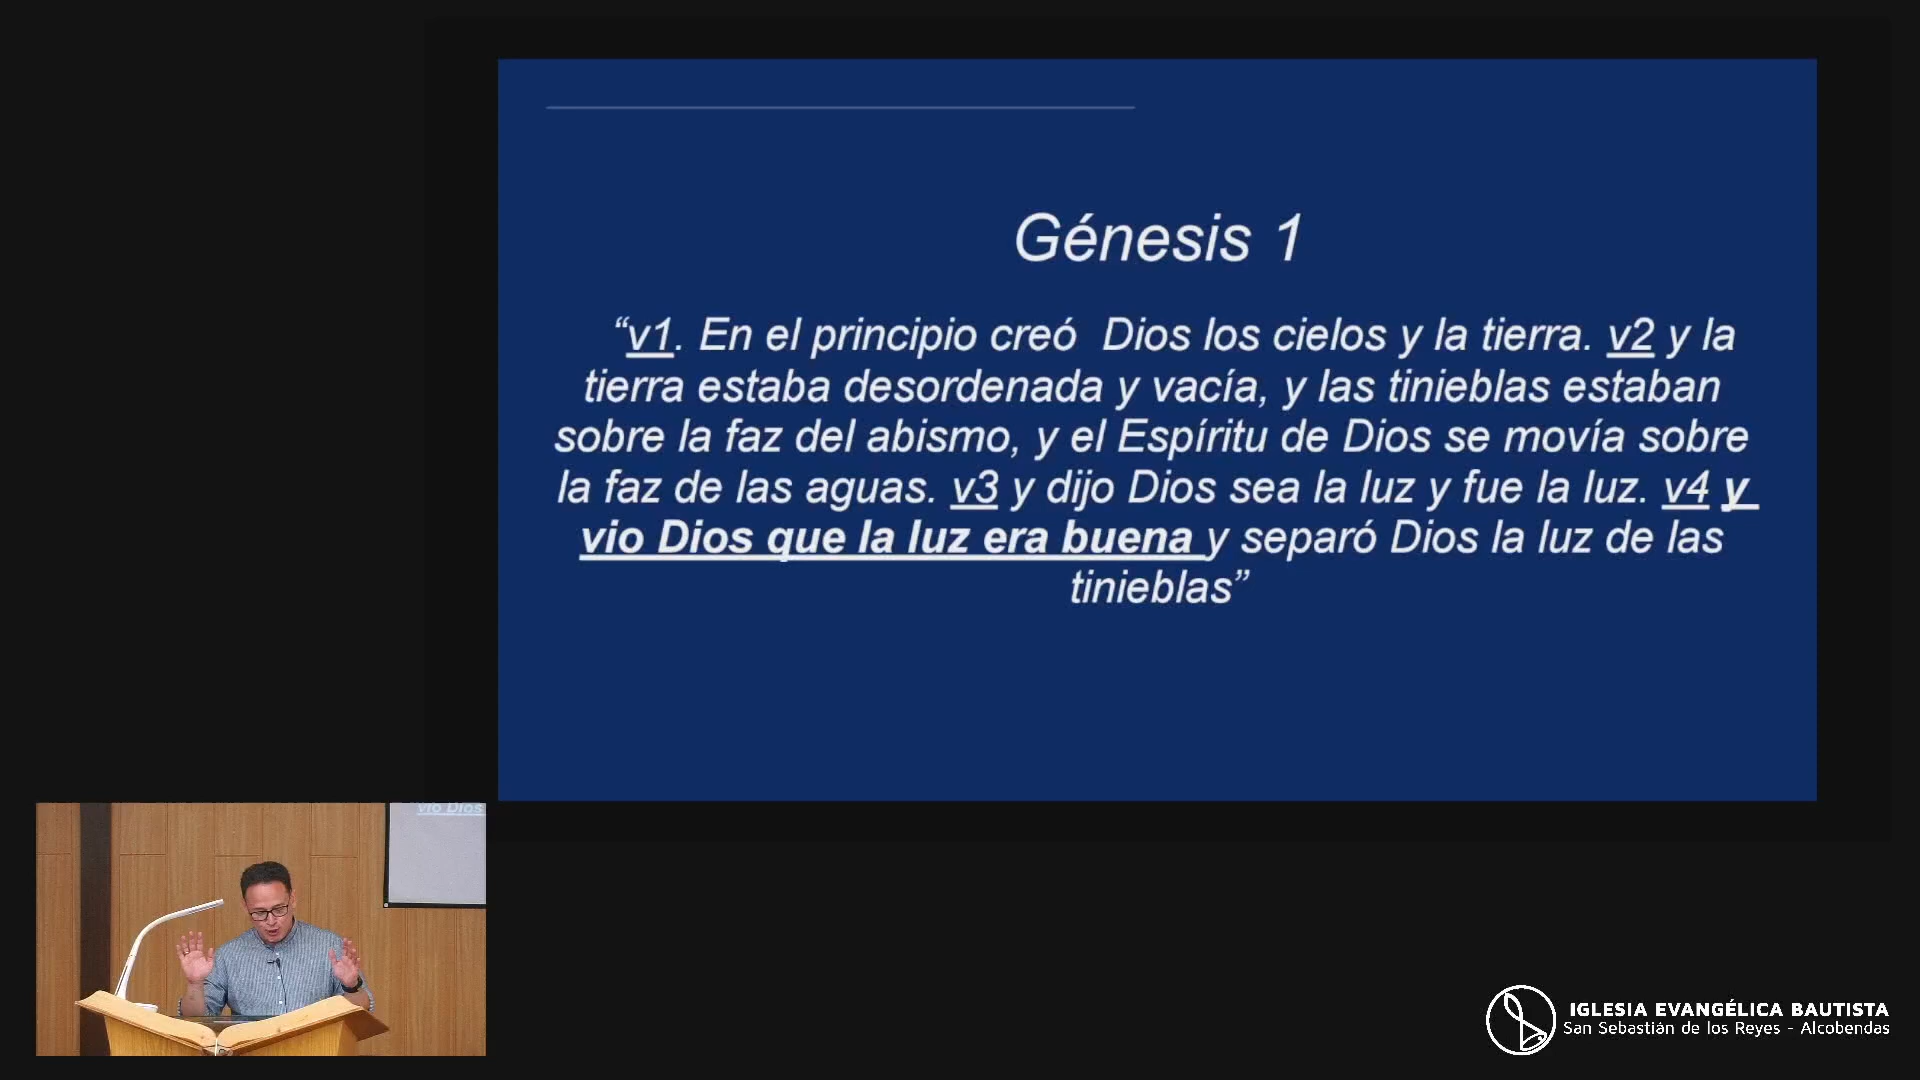 Génesis 1
“v1. En el principio creó  Dios los cielos y la tierra. v2 y la
tierra estaba desordenada y vacía, y las tinieblas estaban
sobre la faz del abismo, y el Espíritu de Dios se movía sobre
la faz de las aguas. v3 y dijo Dios sea la luz y fue la luz. v4 y
vio Dios que la luz era buena y separó Dios la luz de las
tinieblas”
vio Dios
IGLESIA EVANGÉLICA BAUTISTA
San Sebastián de los Reyes - Alcobendas